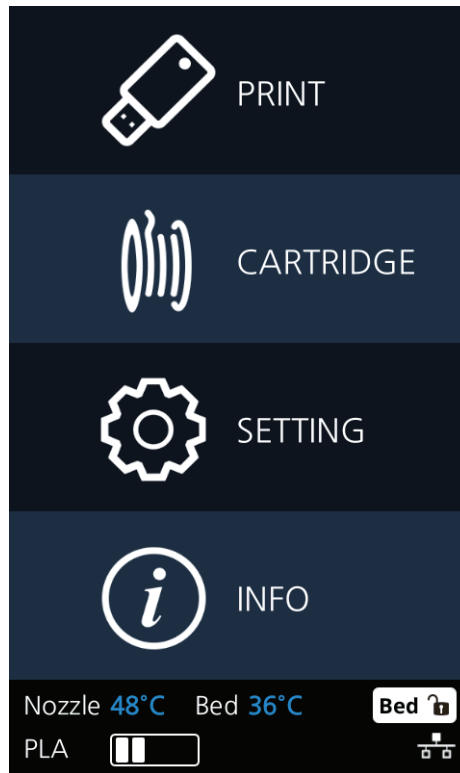 PRINT
CARTRIDGE
SETTING
i INFO
Nozzle 48°C Bed 36°C Bed
PLA